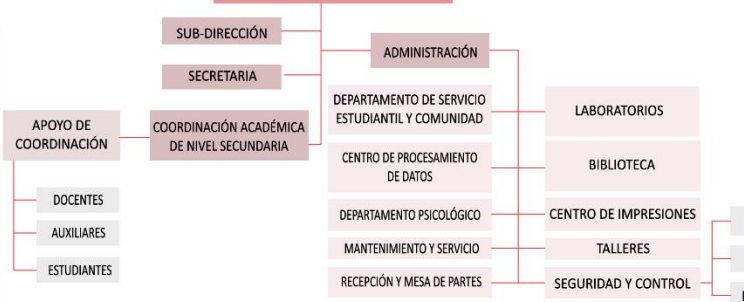 SUB-DIRECCIÓN
ADMINISTRACIÓN
SECRETARIA
APOYO DE
COORDINACIÓN
COORDINACIÓN ACADÉMICA
DE NIVEL SECUNDARIA
DOCENTES
AUXILIARES
ESTUDIANTES
DEPARTAMENTO DE SERVICIO
ESTUDIANTIL Y COMUNIDAD
LABORATORIOS
CENTRO DE PROCESAMIENTO
DE DATOS
BIBLIOTECA
DEPARTAMENTO PSICOLÓGICO
CENTRO DE IMPRESIONES
MANTENIMIENTO Y SERVICIO
TALLERES
RECEPCIÓN Y MESA DE PARTES
SEGURIDAD Y CONTROL